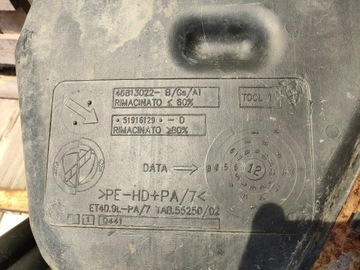 46813022- B/Gs/A1
RIMACINATO ≤ 60%
51916129 - D
RIMACINATO ≥80%
DATA
12
>PE-HD+PA/7<
ET40.9L-PA/7 TAB.55250/02
1 0441